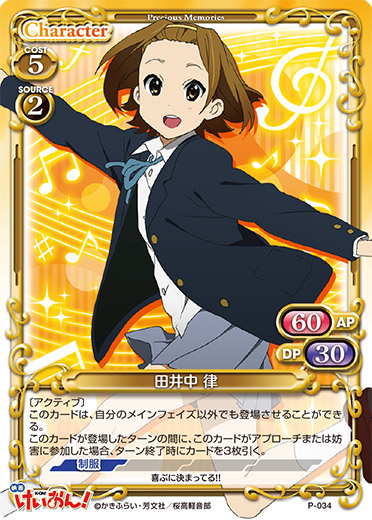 Precious Memories
Character
COST
5
SOURCE
2
60 AP
DP 30
田井中 律
[アクティブ]
このカードは、自分のメインフェイズ以外でも登場させることができ
る。
このカードが登場したターンの間に、このカードがアプローチまたは妨
害に参加した場合、ターン終了時にカードを3枚引く。
制服
喜ぶに決まってる!!
映画
K-ON!
けいおん!
©かきふらい・芳文社/桜高軽音部
P-034